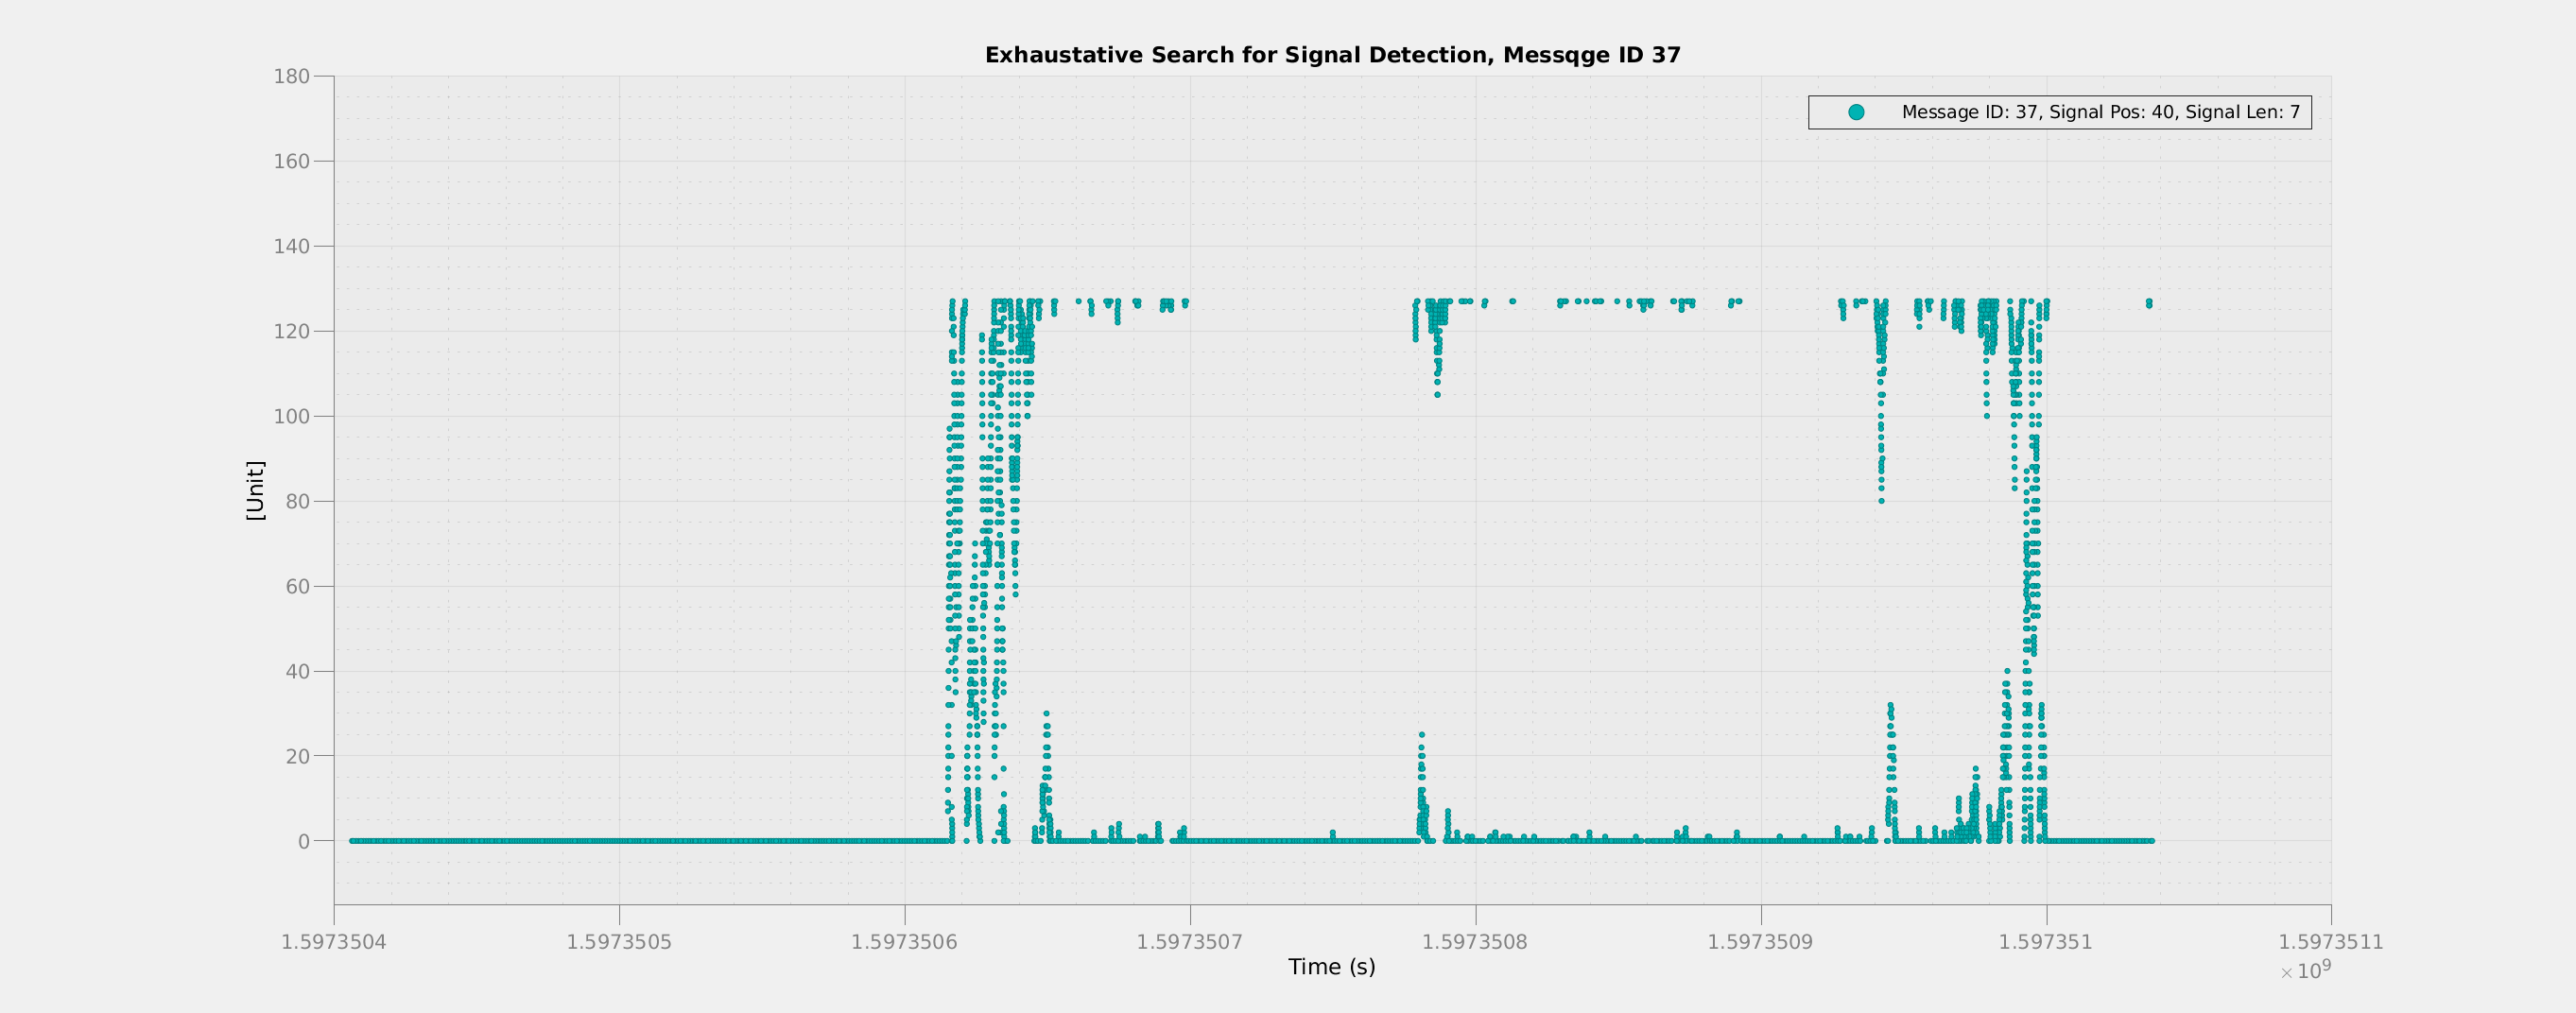 Exhaustative Search for Signal Detection, Messqge ID 37
180
160
140
120
100
80
60
40
20
0
[Unit]
Message ID: 37, Signal Pos: 40, Signal Len: 7
1.5973504 1.5973505 1.5973506 1.5973507 1.5973508 1.5973509 1.597351 1.5973511
Time (s)
× 10⁹